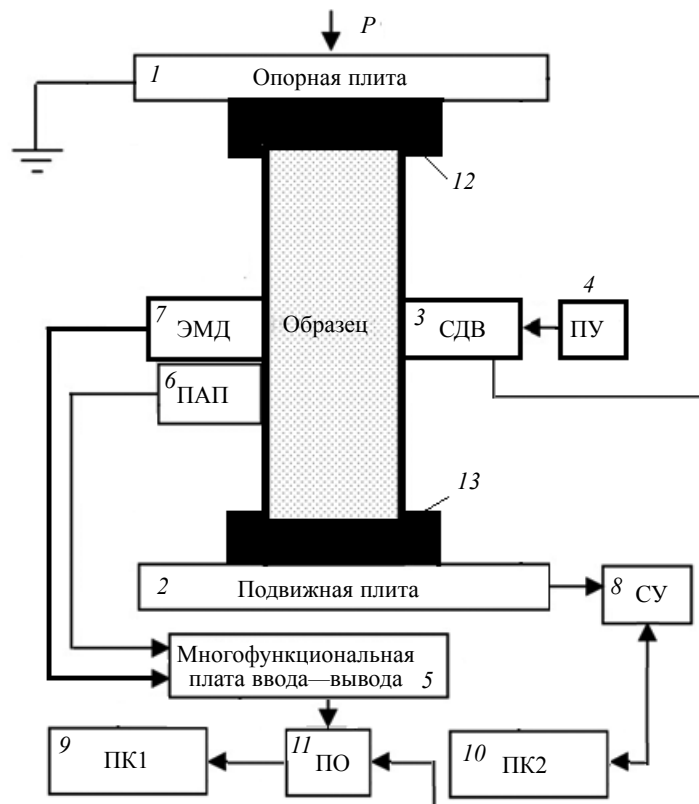 P
1 Опорная плита
12
4
7 ЭМД Образец 3 СДВ ПУ
6 ПАП
13
2 Подвижная плита 8 СУ
Многофункциональная
плата ввода—вывода 5
9 ПК1 11 ПО 10 ПК2